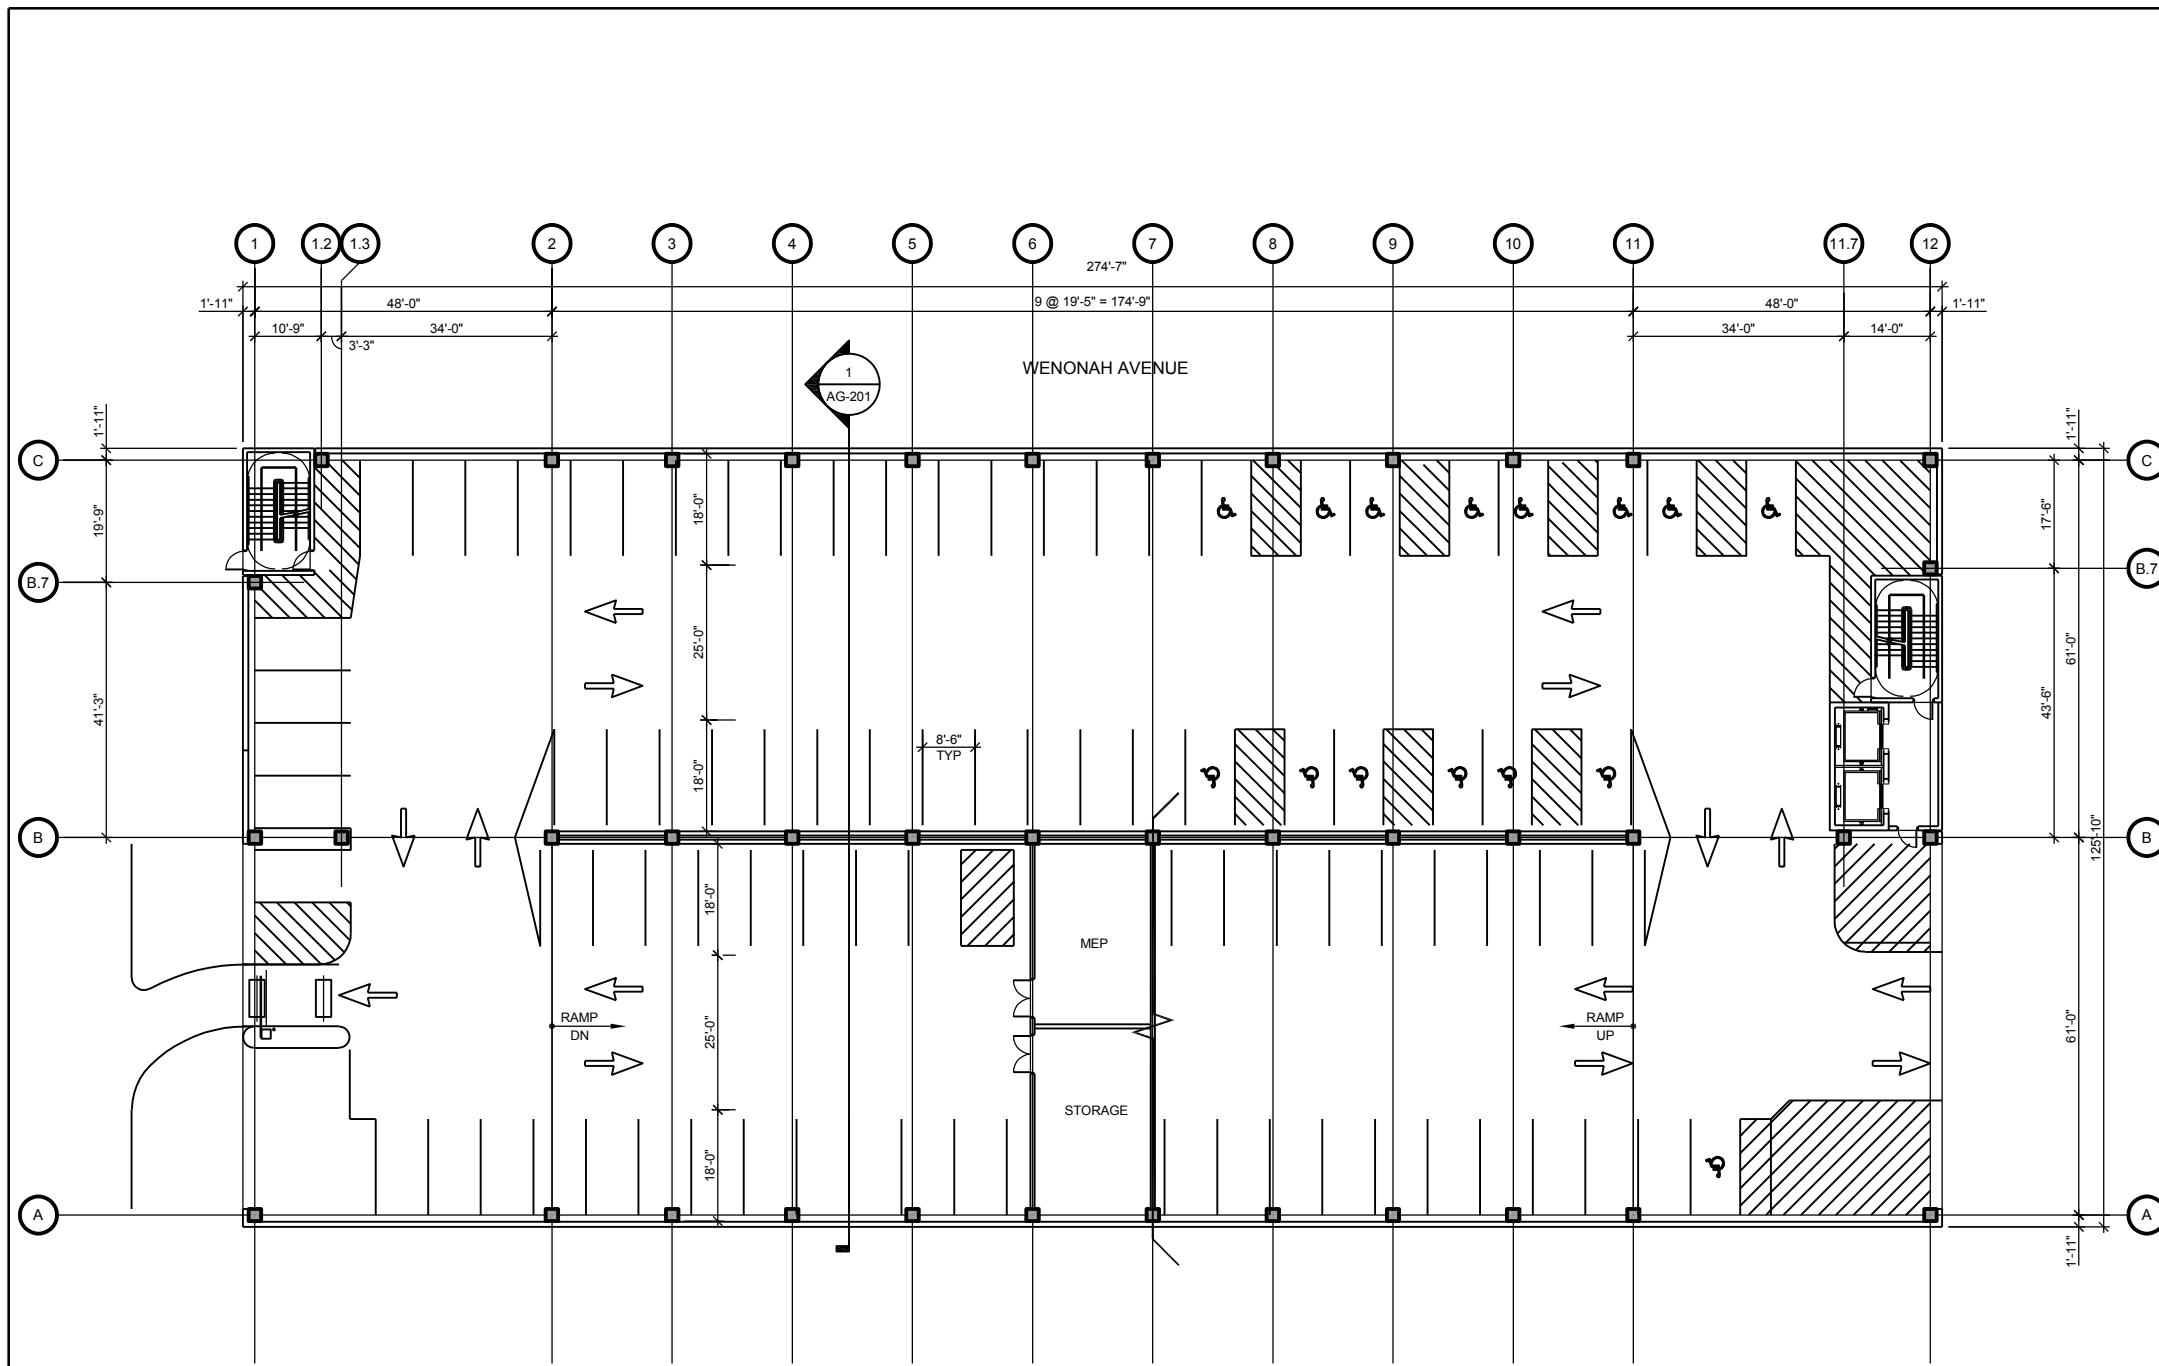 1 1.2 1.3 2 3 4 5 6 7 8 9 10 11 11.7 12
274'-7"
1'-11" 48'-0" 9 @ 19'-5" = 174'-9" 48'-0" 1'-11"
10'-9" 34'-0" 34'-0" 14'-0"
3'-3"
WENONAH AVENUE
1
AG-201
1'-11" 1'-11"
C C
19'-9" 18'-0" 17'-6"
B.7 B.7
25'-0" 61'-0"
41'-3" 43'-6"
8'-6"
TYP
18'-0"
B B
125'-10"
18'-0"
MEP
RAMP
DN
RAMP
UP
25'-0" 61'-0"
STORAGE
18'-0"
A A
1'-11"